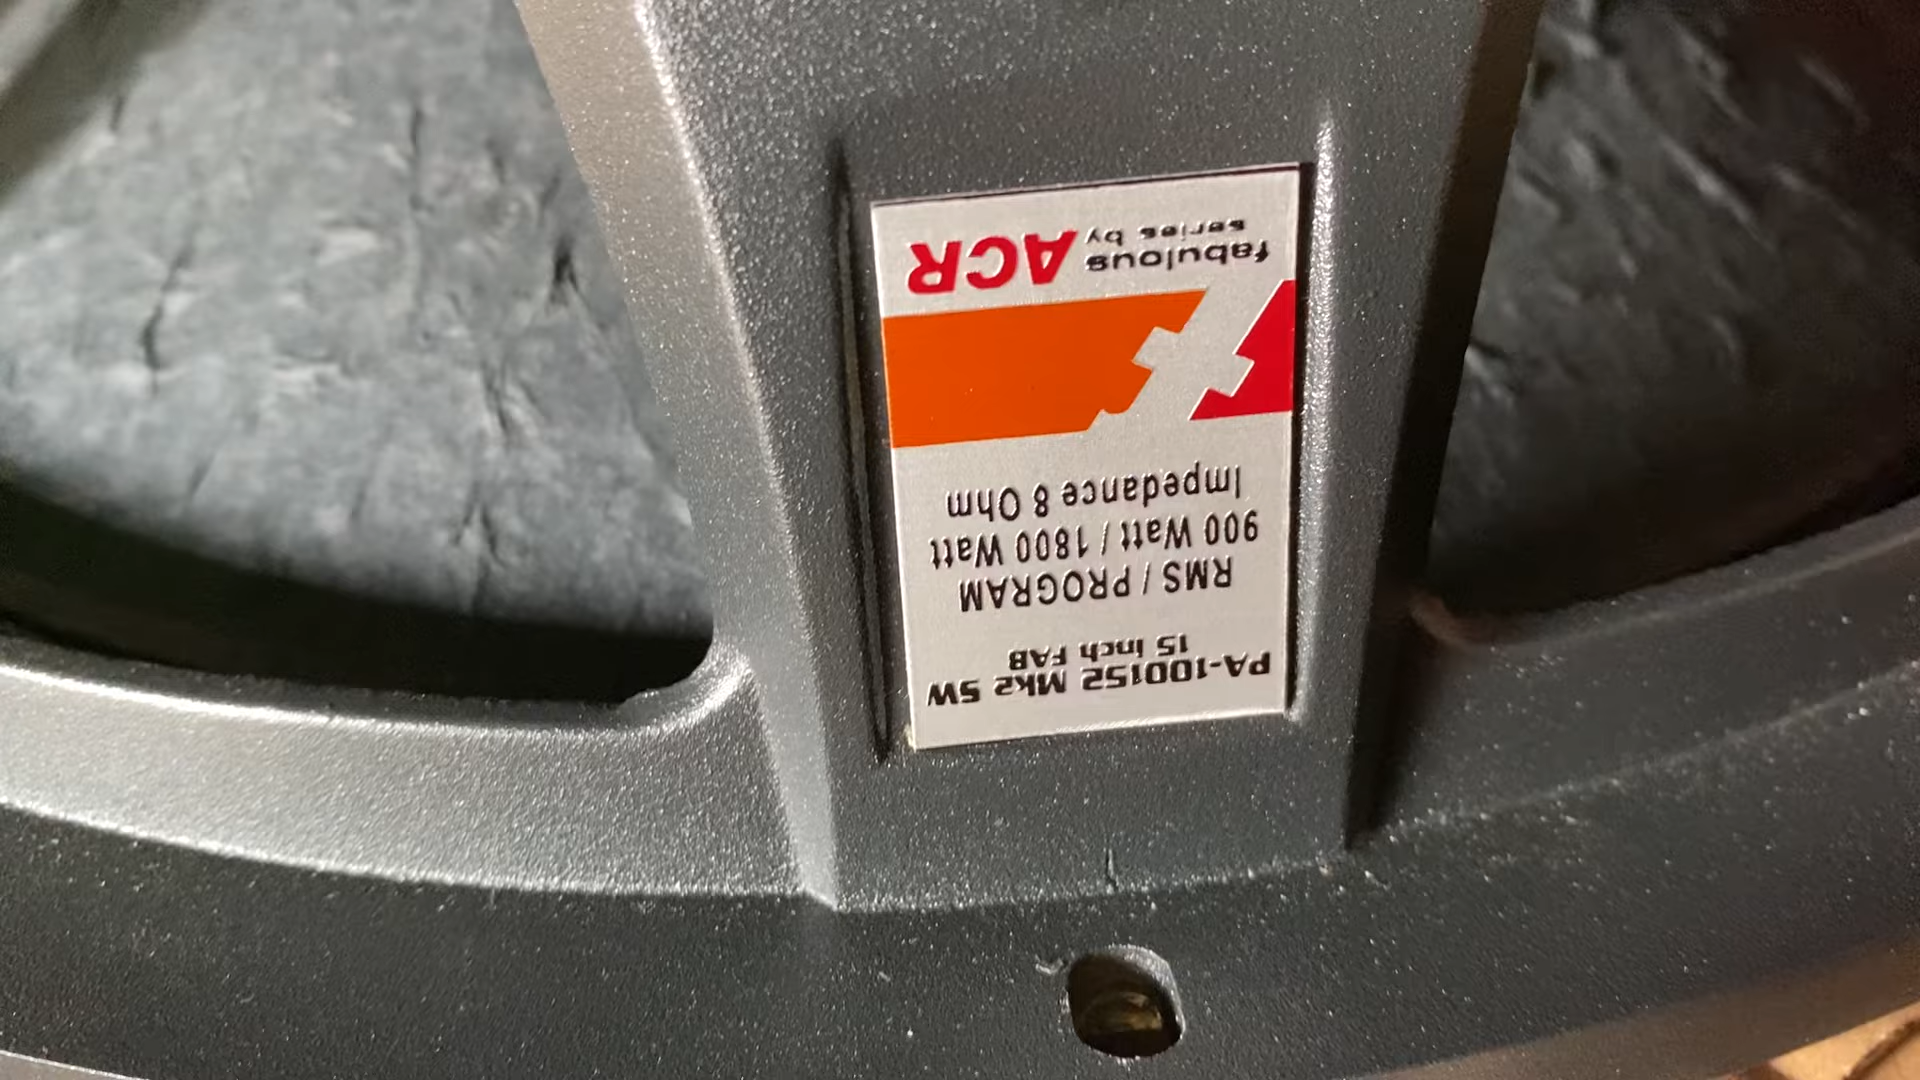 PA-100152 Mk2 SW
15 inch FAB
RMS / PROGRAM
900 Watt / 1800 Watt
Impedance 8 Ohm
fabulous
series by
ACR